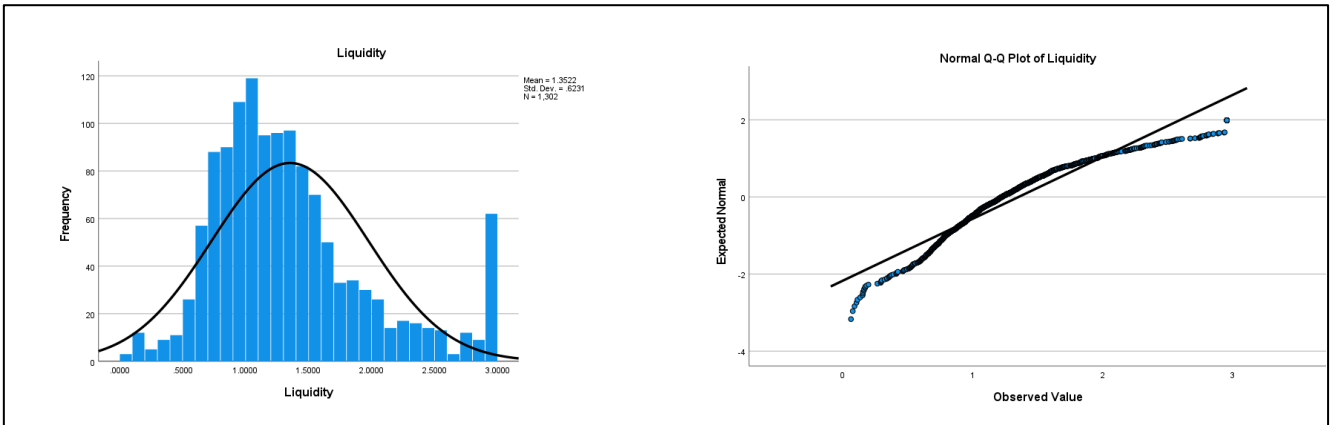 Liquidity
Mean = 1.3522
Std. Dev. = .6231
N = 1,302
120
100
80
60
40
20
0
Frequency
.0000 .5000 1.0000 1.5000 2.0000 2.5000 3.0000
Liquidity
Normal Q-Q Plot of Liquidity
2
0
-2
-4
Expected Normal
0 1 2 3
Observed Value